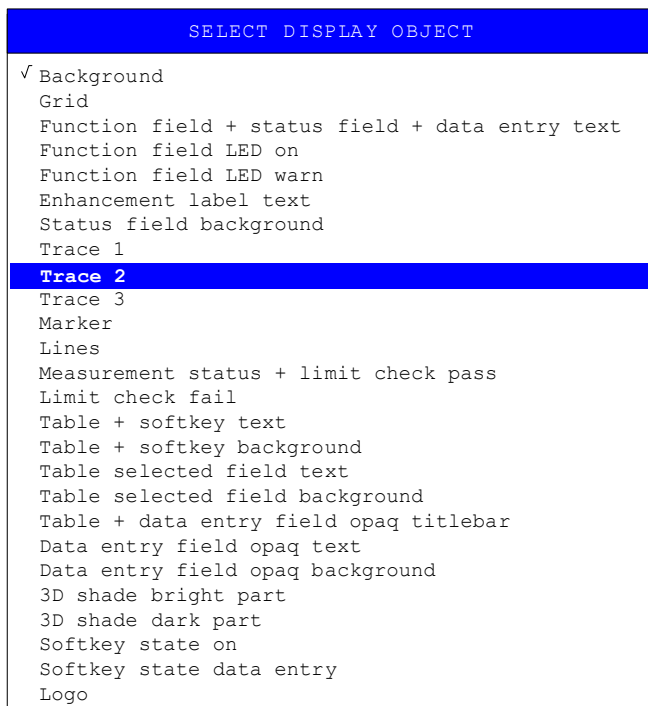 SELECT DISPLAY OBJECT
√ Background
Grid
Function field + status field + data entry text
Function field LED on
Function field LED warn
Enhancement label text
Status field background
Trace 1
Trace 2
Trace 3
Marker
Lines
Measurement status + limit check pass
Limit check fail
Table + softkey text
Table + softkey background
Table selected field text
Table selected field background
Table + data entry field opaq titlebar
Data entry field opaq text
Data entry field opaq background
3D shade bright part
3D shade dark part
Softkey state on
Softkey state data entry
Logo